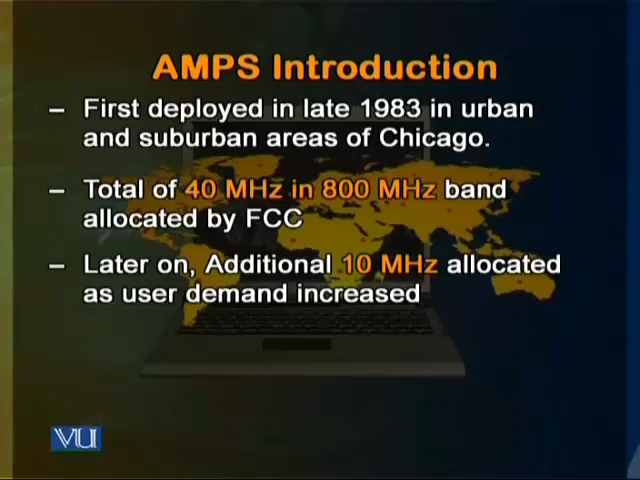 AMPS Introduction
– First deployed in late 1983 in urban
and suburban areas of Chicago.
– Total of 40 MHz in 800 MHz band
allocated by FCC
– Later on, Additional 10 MHz allocated
as user demand increased
VU